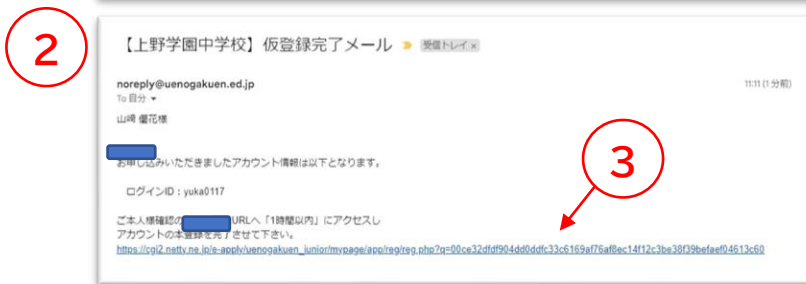 2
【上野学園中学校】仮登録完了メール 受信トレイ×
noreply@uenogakuen.ed.jp
11:11 (1 分前)
To 自分
山﨑 優花様
お申し込みいただきましたアカウント情報は以下となります。
3
ログインID：yuka0117
ご本人様確認の URLへ「1時間以内」にアクセスし
アカウントの本登録を完了させて下さい。
https://cgi2.netty.ne.jp/e-apply/uenogakuen_junior/mypage/app/reg/reg.php?q=00ce32dfdf904dd0ddfc33c6169af76af8ec14f12c3be38f39befaef04613c60